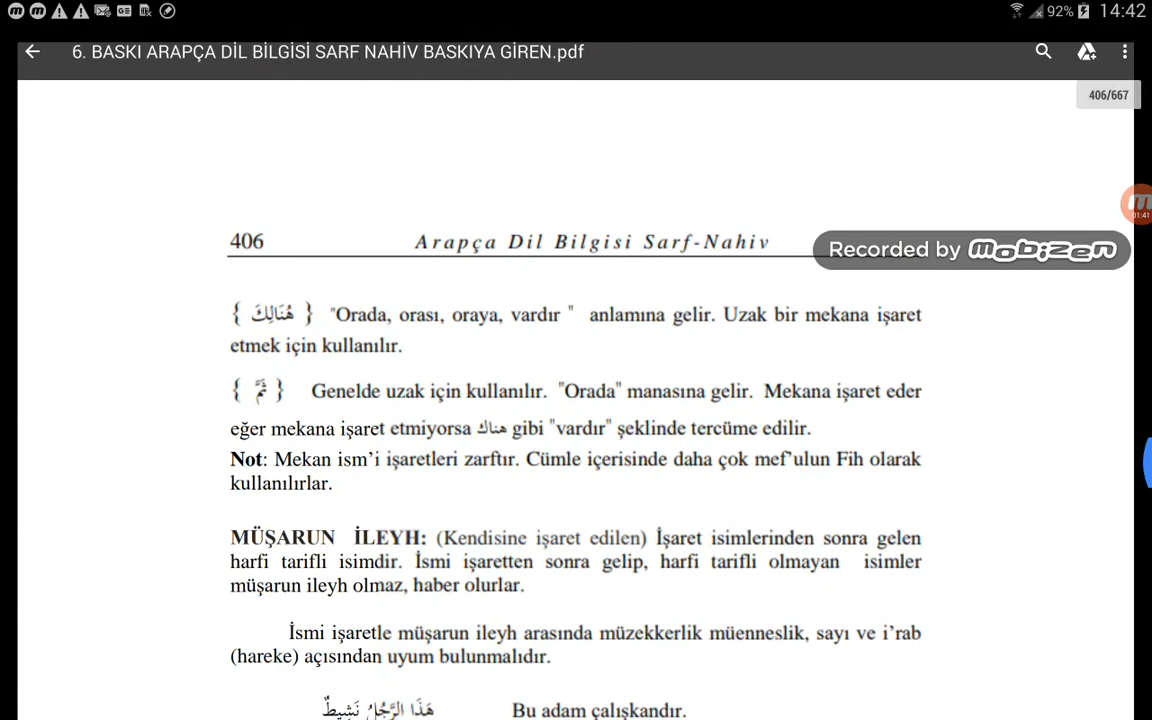 92% 14:42
6. BASKI ARAPÇA DİL BİLGİSİ SARF NAHİV BASKIYA GİREN.pdf
406/667
01:41
406 Arapça Dil Bilgisi Sarf-Nahiv
Recorded by mobizen
{ هُنَالِكَ } "Orada, orası, oraya, vardır " anlamına gelir. Uzak bir mekana işaret
etmek için kullanılır.
{ ثَمَّ } Genelde uzak için kullanılır. "Orada" manasına gelir. Mekana işaret eder
eğer mekana işaret etmiyorsa هناك gibi "vardır" şeklinde tercüme edilir.
Not: Mekan ism’i işaretleri zarftır. Cümle içerisinde daha çok mef’ulun Fih olarak
kullanılırlar.
MÜŞARUN İLEYH: (Kendisine işaret edilen) İşaret isimlerinden sonra gelen
harfi tarifli isimdir. İsmi işaretten sonra gelip, harfi tarifli olmayan isimler
müşarun ileyh olmaz, haber olurlar.
İsmi işaretle müşarun ileyh arasında müzekkerlik müenneslik, sayı ve i’rab
(hareke) açısından uyum bulunmalıdır.
هَذَا الرَّجُلُ نَشِيطٌ Bu adam çalışkandır.